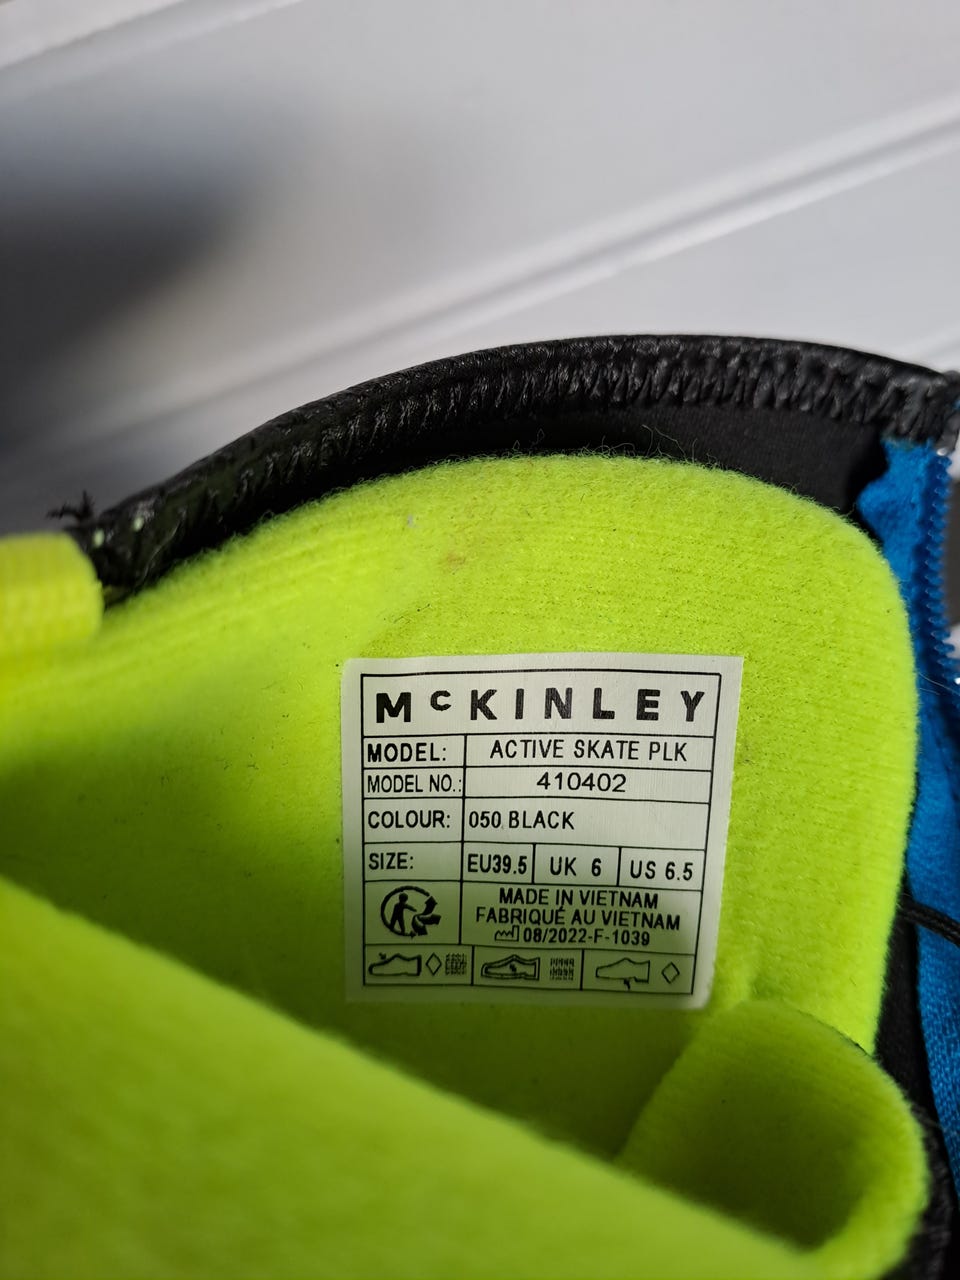 McKINLEY
MODEL: ACTIVE SKATE PLK
MODEL NO.: 410402
COLOUR: 050 BLACK
SIZE: EU39.5 UK 6 US 6.5
MADE IN VIETNAM
FABRIQUÉ AU VIETNAM
08/2022-F-1039